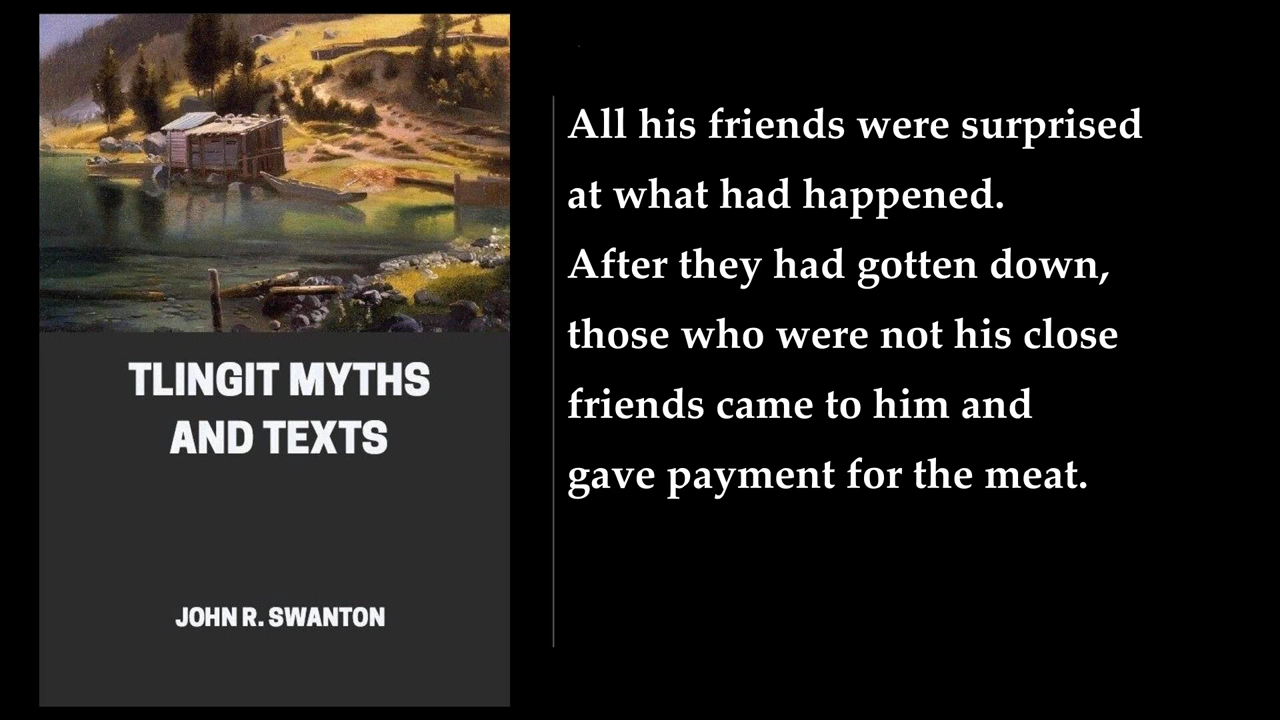 TLINGIT MYTHS
AND TEXTS
JOHN R. SWANTON
All his friends were surprised
at what had happened.
After they had gotten down,
those who were not his close
friends came to him and
gave payment for the meat.